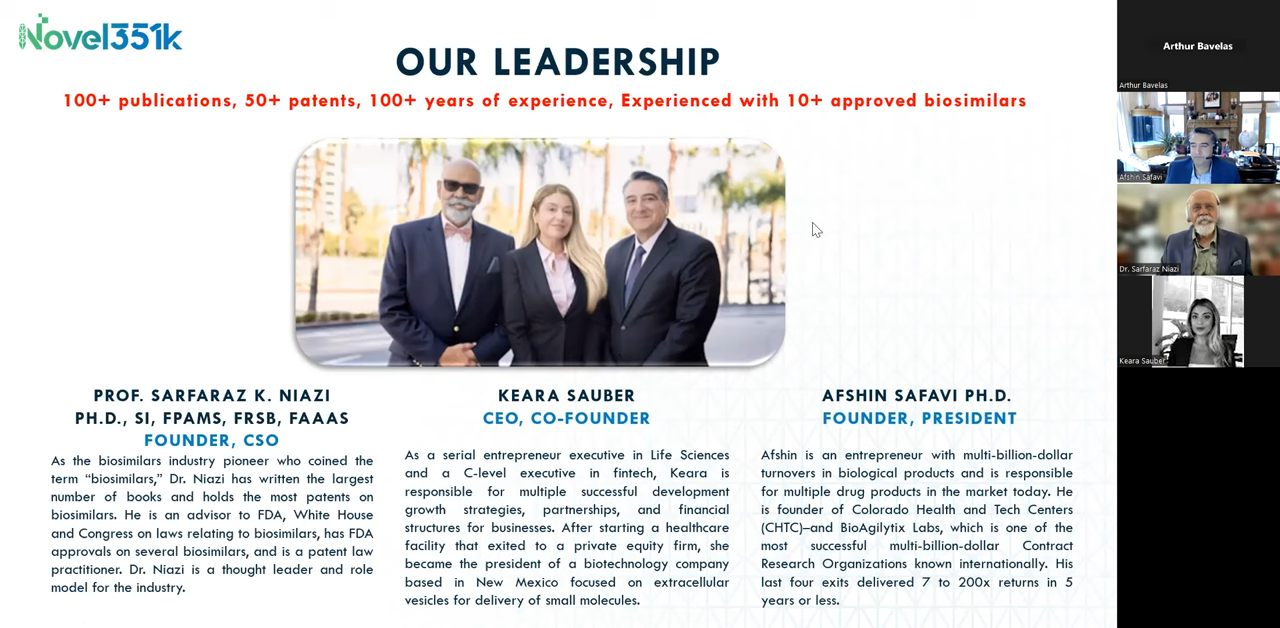 Novel351k
OUR LEADERSHIP
100+ publications, 50+ patents, 100+ years of experience, Experienced with 10+ approved biosimilars
PROF. SARFARAZ K. NIAZI
PH.D., SI, FPAMS, FRSB, FAAAS
FOUNDER, CSO
As the biosimilars industry pioneer who coined the
term “biosimilars,” Dr. Niazi has written the largest
number of books and holds the most patents on
biosimilars. He is an advisor to FDA, White House
and Congress on laws relating to biosimilars, has FDA
approvals on several biosimilars, and is a patent law
practitioner. Dr. Niazi is a thought leader and role
model for the industry.
KEARA SAUBER
CEO, CO-FOUNDER
As a serial entrepreneur executive in Life Sciences
and a C-level executive in fintech, Keara is
responsible for multiple successful development
growth strategies, partnerships, and financial
structures for businesses. After starting a healthcare
facility that exited to a private equity firm, she
became the president of a biotechnology company
based in New Mexico focused on extracellular
vesicles for delivery of small molecules.
AFSHIN SAFAVI PH.D.
FOUNDER, PRESIDENT
Afshin is an entrepreneur with multi-billion-dollar
turnovers in biological products and is responsible
for multiple drug products in the market today. He
is founder of Colorado Health and Tech Centers
(CHTC)–and BioAgilytix Labs, which is one of the
most successful multi-billion-dollar Contract
Research Organizations known internationally. His
last four exits delivered 7 to 200x returns in 5
years or less.
Arthur Bavelas
Arthur Bavelas
Afshin Safavi
Dr. Sarfaraz Niazi
Keara Sauber